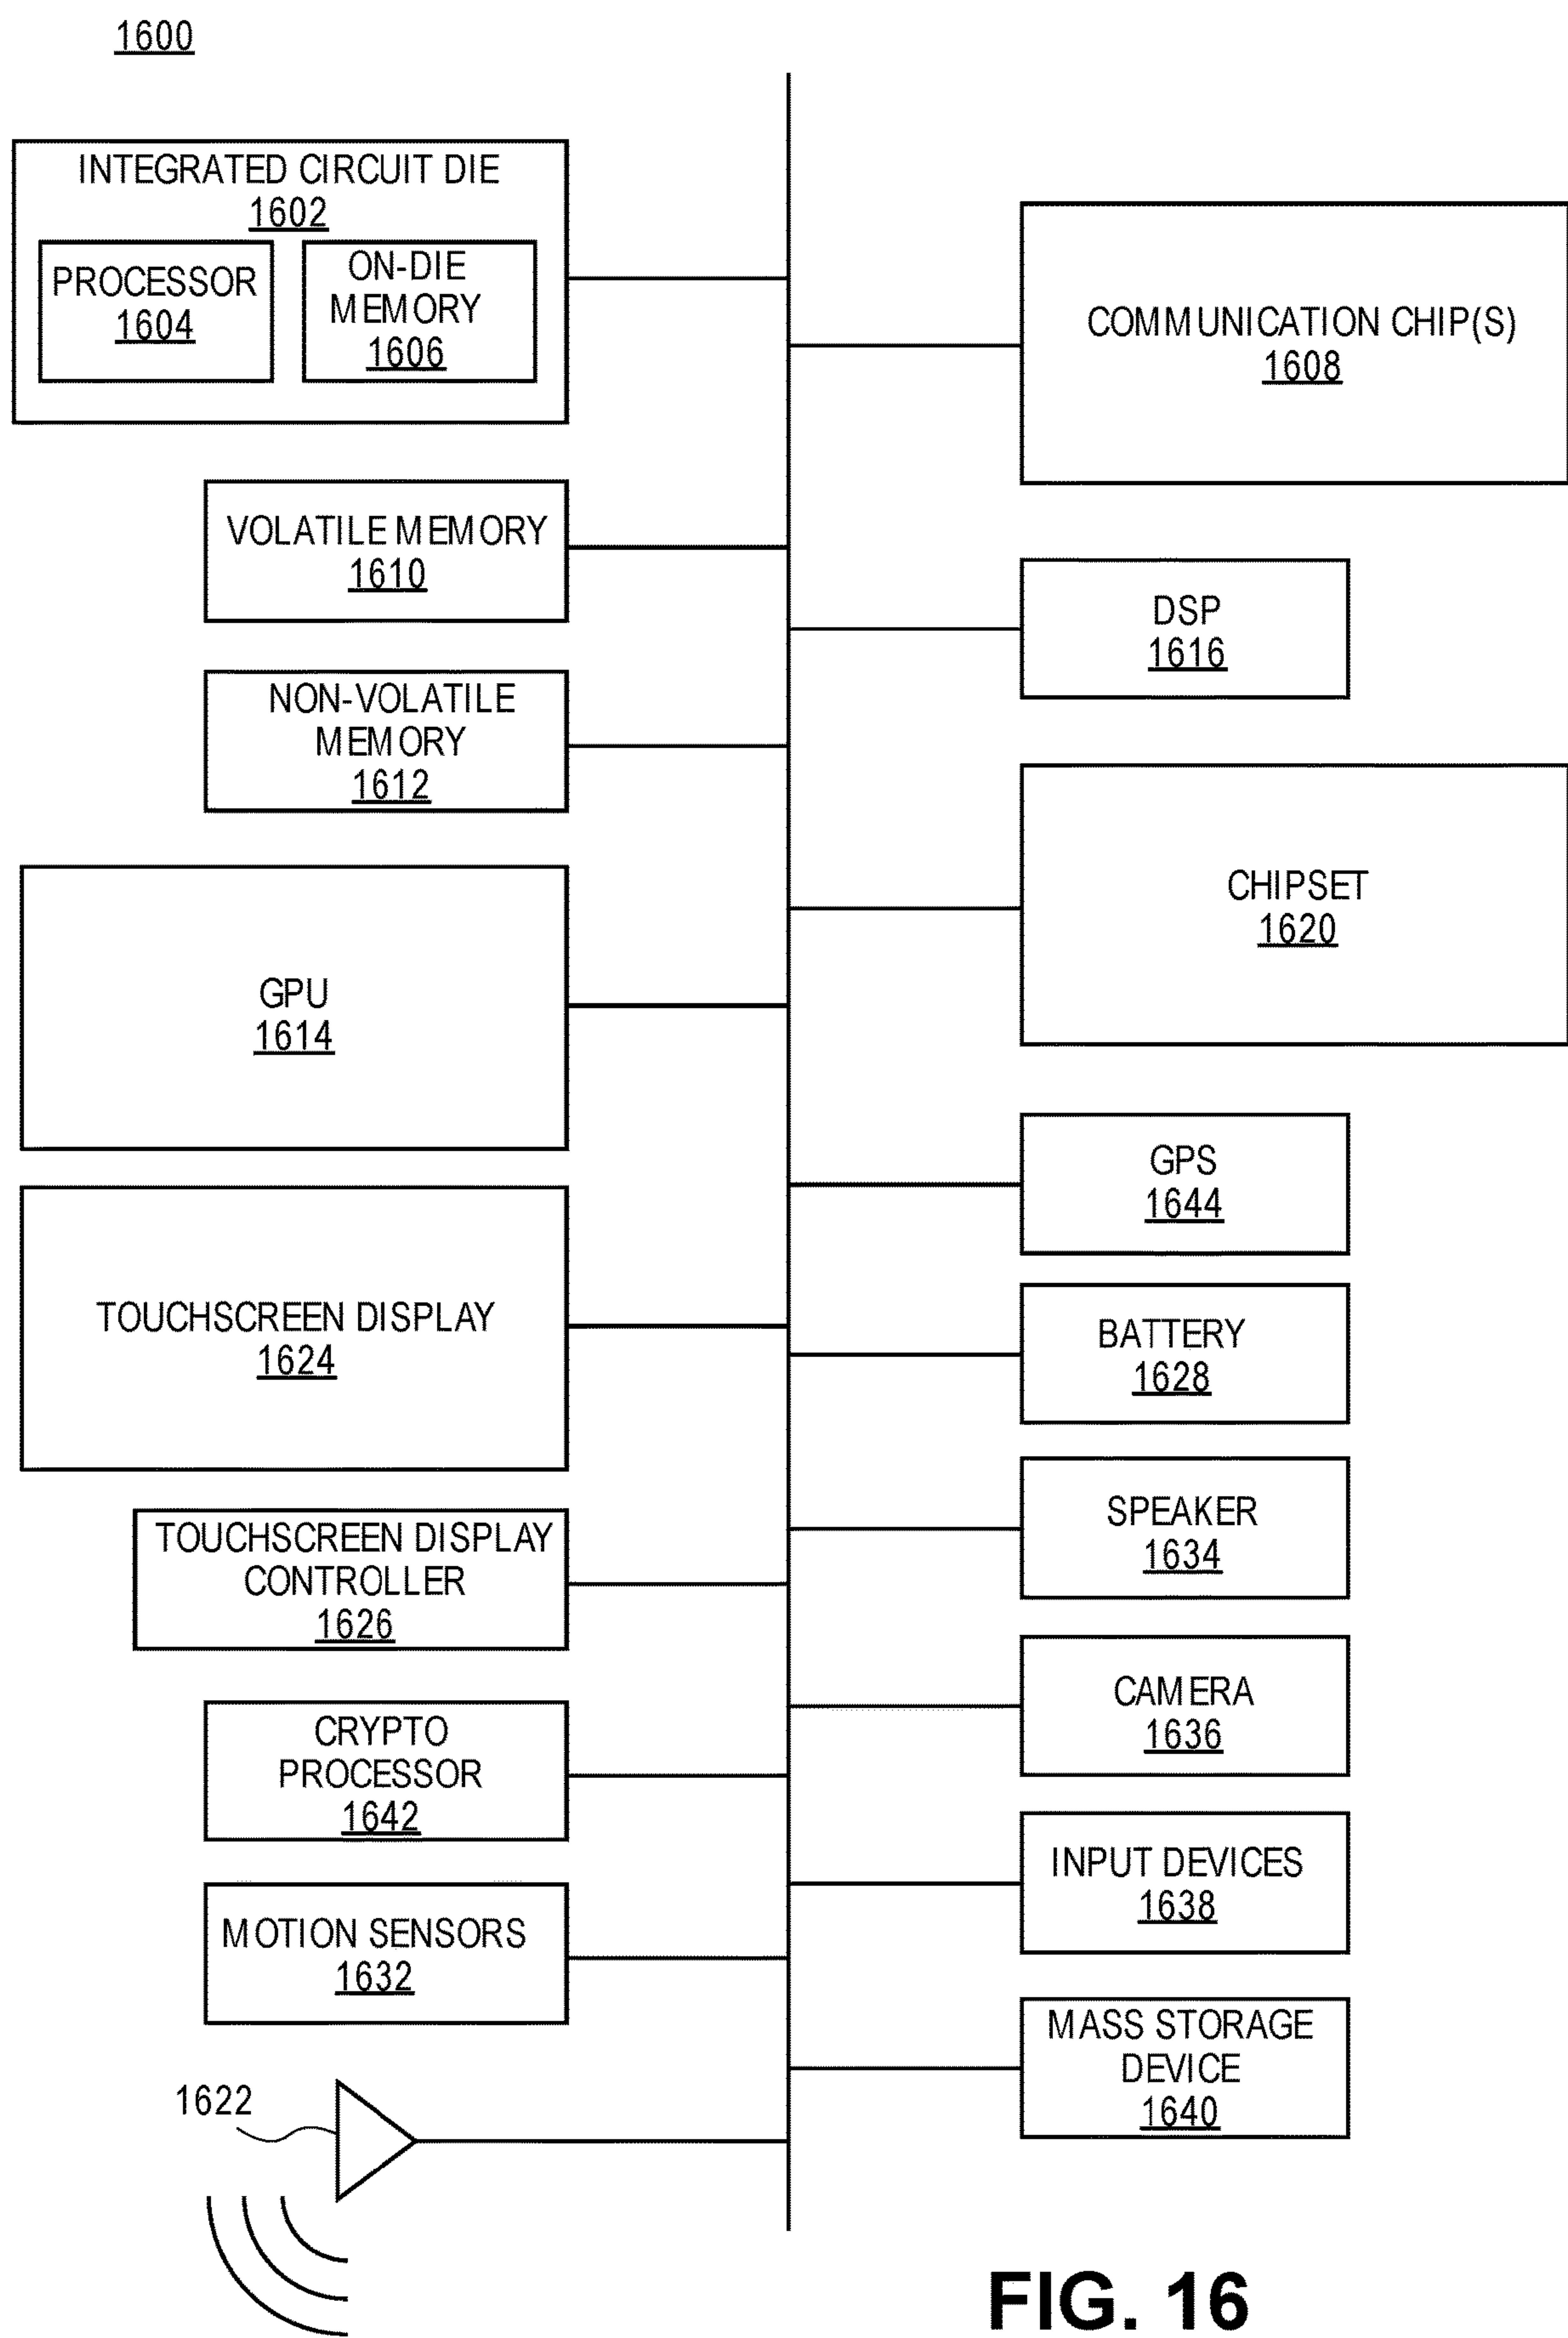 1600
INTEGRATED CIRCUIT DIE
1602
PROCESSOR
1604
ON-DIE
MEMORY
1606
VOLATILE MEMORY
1610
NON-VOLATILE
MEMORY
1612
GPU
1614
TOUCHSCREEN DISPLAY
1624
TOUCHSCREEN DISPLAY
CONTROLLER
1626
CRYPTO
PROCESSOR
1642
MOTION SENSORS
1632
1622
COMMUNICATION CHIP(S)
1608
DSP
1616
CHIPSET
1620
GPS
1644
BATTERY
1628
SPEAKER
1634
CAMERA
1636
INPUT DEVICES
1638
MASS STORAGE
DEVICE
1640
FIG. 16